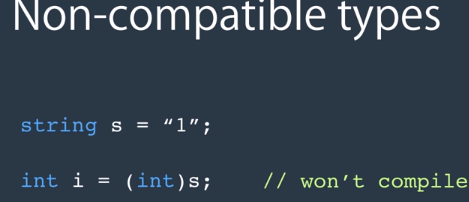 Non-compatible types
string s = “1”;
int i = (int)s;    // won’t compile